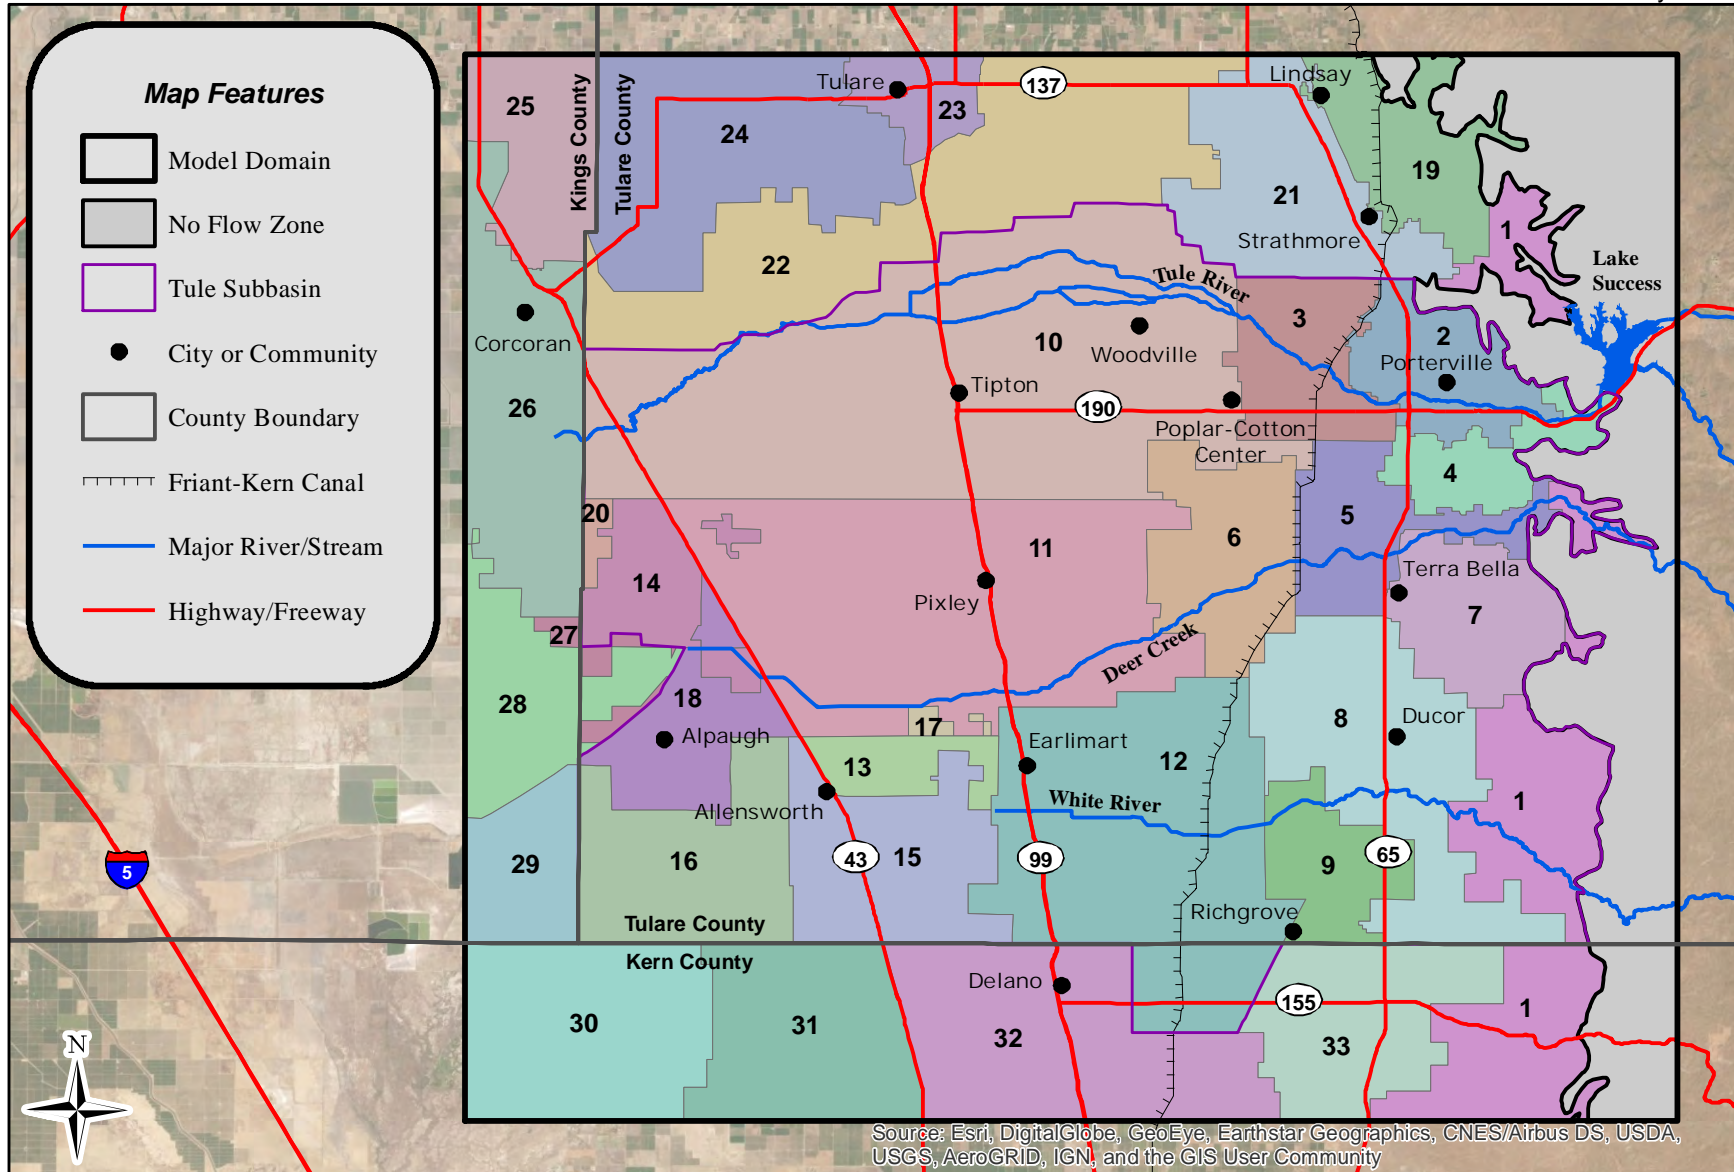 Map Features
Model Domain
No Flow Zone
Tule Subbasin
City or Community
County Boundary
Friant-Kern Canal
Major River/Stream
Highway/Freeway
N
5
25
Kings County
Tulare County
24
Tulare
23
137
Lindsay
19
21
Strathmore
1
Lake
Success
22
Tule River
3
2
Porterville
Corcoran
10
Woodville
Tipton
190
Poplar-Cotton
Center
26
4
20
5
6
11
14
Terra Bella
Pixley
7
27
Deer Creek
28
18
Alpaugh
17
Earlimart
8
Ducor
13
12
Allensworth
White River
1
29
16
43
15
99
9
65
Richgrove
Tulare County
Kern County
Delano
155
1
30
31
32
33
Source: Esri, DigitalGlobe, GeoEye, Earthstar Geographics, CNES/Airbus DS, USDA,
USGS, AeroGRID, IGN, and the GIS User Community